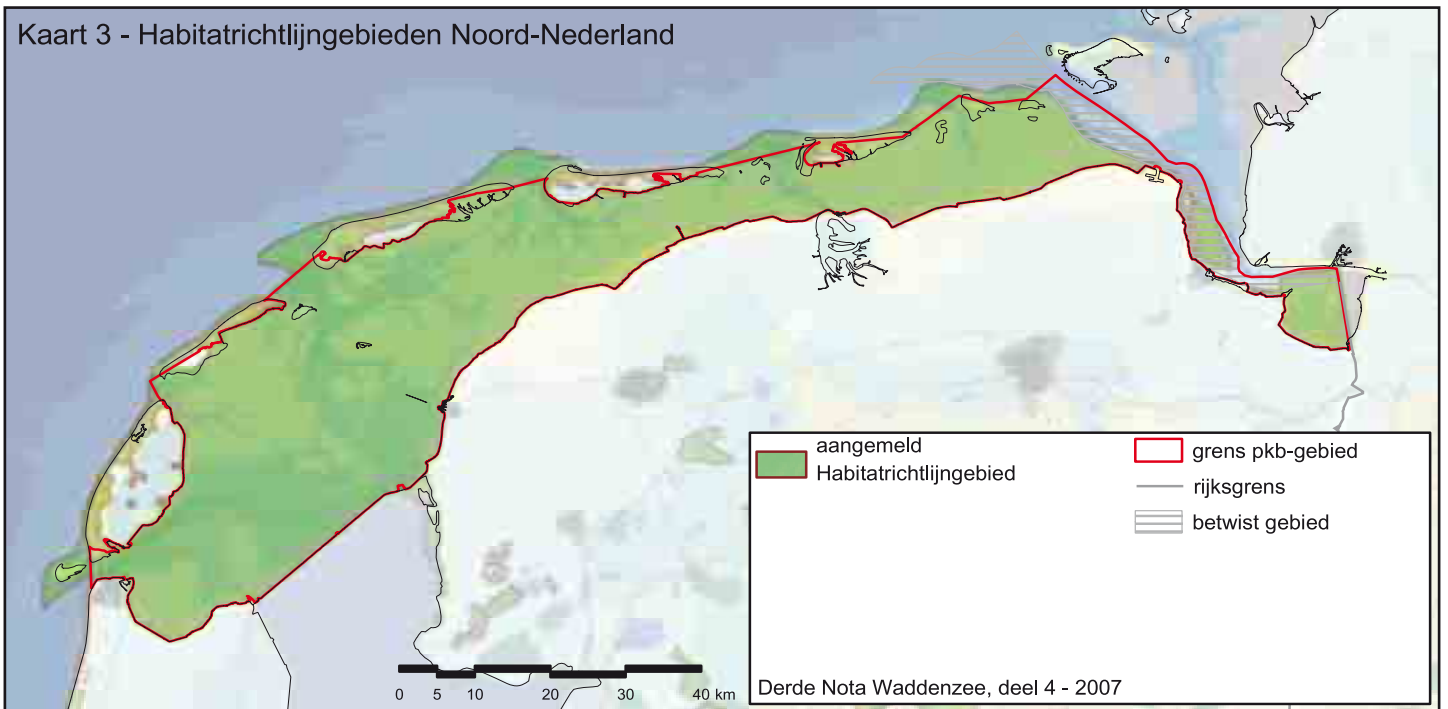 Kaart 3 - Habitatrichtlijngebieden Noord-Nederland
aangemeld
Habitatrichtlijngebied
grens pkb-gebied
rijksgrens
betwist gebied
0 5 10 20 30 40 km
Derde Nota Waddenzee, deel 4 - 2007